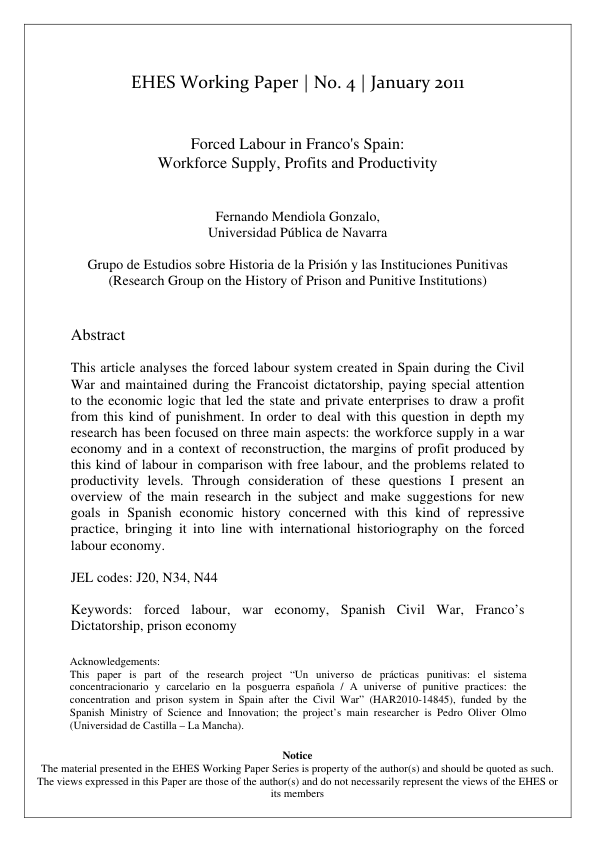 EHES Working Paper | No. 4 | January 2011
Forced Labour in Franco's Spain:
Workforce Supply, Profits and Productivity
Fernando Mendiola Gonzalo,
Universidad Pública de Navarra
Grupo de Estudios sobre Historia de la Prisión y las Instituciones Punitivas
(Research Group on the History of Prison and Punitive Institutions)
Abstract
This article analyses the forced labour system created in Spain during the Civil
War and maintained during the Francoist dictatorship, paying special attention
to the economic logic that led the state and private enterprises to draw a profit
from this kind of punishment. In order to deal with this question in depth my
research has been focused on three main aspects: the workforce supply in a war
economy and in a context of reconstruction, the margins of profit produced by
this kind of labour in comparison with free labour, and the problems related to
productivity levels. Through consideration of these questions I present an
overview of the main research in the subject and make suggestions for new
goals in Spanish economic history concerned with this kind of repressive
practice, bringing it into line with international historiography on the forced
labour economy.
JEL codes: J20, N34, N44
Keywords: forced labour, war economy, Spanish Civil War, Franco’s
Dictatorship, prison economy
Acknowledgements:
This paper is part of the research project “Un universo de prácticas punitivas: el sistema
concentracionario y carcelario en la posguerra española / A universe of punitive practices: the
concentration and prison system in Spain after the Civil War” (HAR2010-14845), funded by the
Spanish Ministry of Science and Innovation; the project’s main researcher is Pedro Oliver Olmo
(Universidad de Castilla – La Mancha).
Notice
The material presented in the EHES Working Paper Series is property of the author(s) and should be quoted as such.
The views expressed in this Paper are those of the author(s) and do not necessarily represent the views of the EHES or
its members